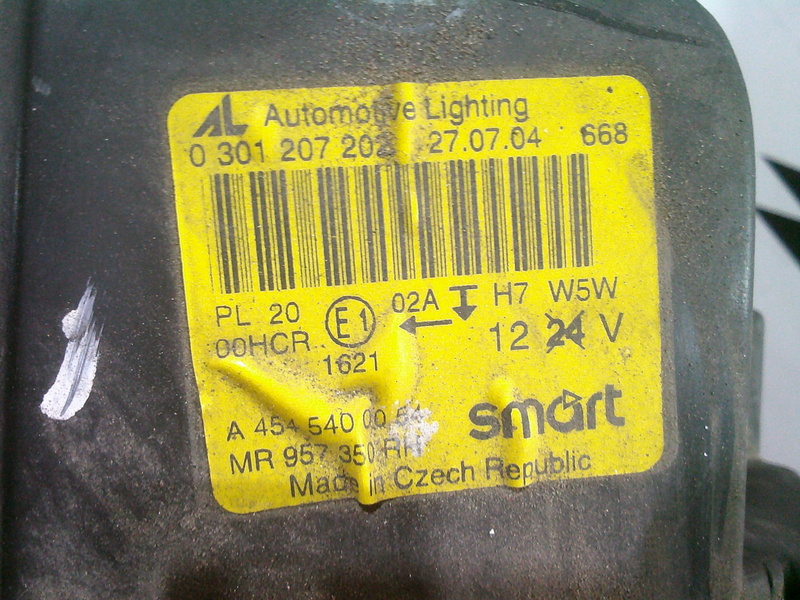 AL Automotive Lighting
0 301 207 202 27.07.04 668
PL 20 E1 02A H7 W5W
00HCR 1621 12 24 V
A 454 540 00 64
smart
MR 957 350 RH
Made in Czech Republic